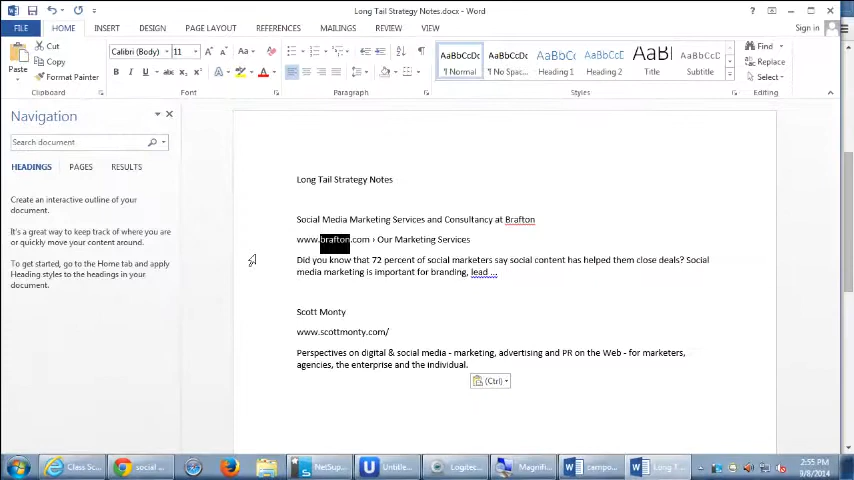 Long Tail Strategy Notes.docx - Word
FILE HOME INSERT DESIGN PAGE LAYOUT REFERENCES MAILINGS REVIEW VIEW Sign in
Paste Cut Copy Format Painter
Calibri (Body) 11
B I U abc x₂ x² A A
AaBbCcDc AaBbCcDc AaBbCc AaBbCcE AaBl AaBbCcD
¶ Normal ¶ No Spac... Heading 1 Heading 2 Title Subtitle
Find Replace Select
Clipboard Font Paragraph Styles Editing
Navigation
Search document
HEADINGS PAGES RESULTS
Create an interactive outline of your
document.
It's a great way to keep track of where you are
or quickly move your content around.
To get started, go to the Home tab and apply
Heading styles to the headings in your
document.
Long Tail Strategy Notes
Social Media Marketing Services and Consultancy at Brafton
www.brafton.com › Our Marketing Services
Did you know that 72 percent of social marketers say social content has helped them close deals? Social
media marketing is important for branding, lead ...
Scott Monty
www.scottmonty.com/
Perspectives on digital & social media - marketing, advertising and PR on the Web - for marketers,
agencies, the enterprise and the individual.
(Ctrl)
Class Sc... social ... NetSup... Untitle... Logitec... Magnifi... campo... Long T...
2:55 PM
9/8/2014